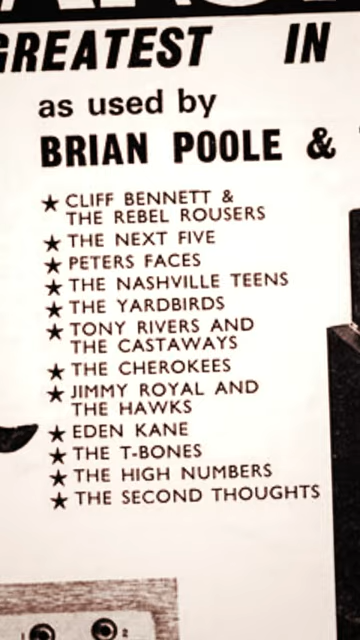 GREATEST IN
as used by
BRIAN POOLE &
★ CLIFF BENNETT &
THE REBEL ROUSERS
★ THE NEXT FIVE
★ PETERS FACES
★ THE NASHVILLE TEENS
★ THE YARDBIRDS
★ TONY RIVERS AND
THE CASTAWAYS
★ THE CHEROKEES
★ JIMMY ROYAL AND
THE HAWKS
★ EDEN KANE
★ THE T-BONES
★ THE HIGH NUMBERS
★ THE SECOND THOUGHTS
1 2